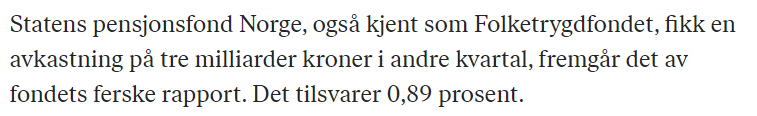 Statens pensjonsfond Norge, også kjent som Folketrygdfondet, fikk en
avkastning på tre milliarder kroner i andre kvartal, fremgår det av
fondets ferske rapport. Det tilsvarer 0,89 prosent.